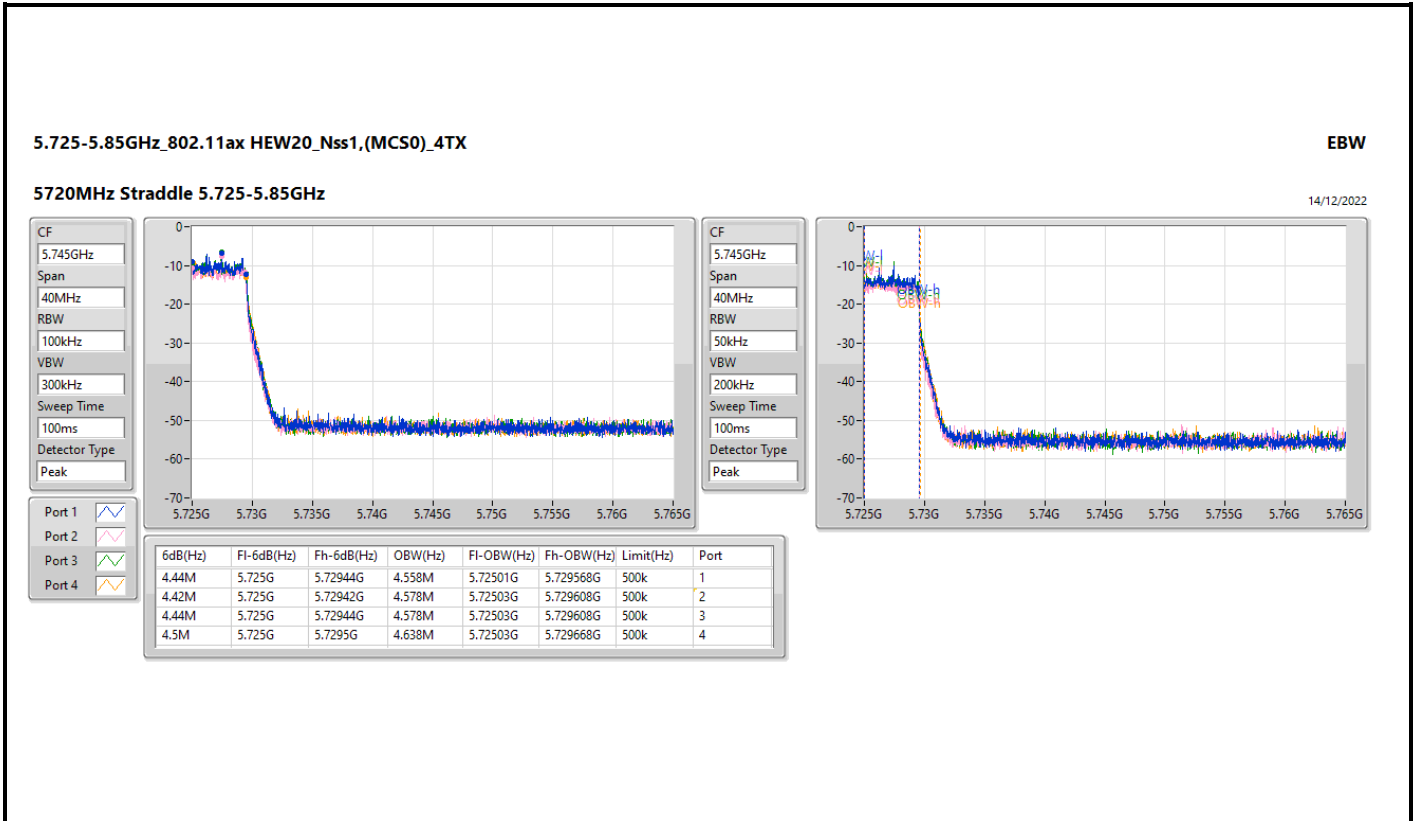 5.725-5.85GHz_802.11ax HEW20_Nss1,(MCS0)_4TX
EBW
5720MHz Straddle 5.725-5.85GHz
14/12/2022
CF
5.745GHz
Span
40MHz
RBW
100kHz
VBW
300kHz
Sweep Time
100ms
Detector Type
Peak
Port 1
Port 2
Port 3
Port 4
0
-10
-20
-30
-40
-50
-60
-70
5.725G 5.73G 5.735G 5.74G 5.745G 5.75G 5.755G 5.76G 5.765G
CF
5.745GHz
Span
40MHz
RBW
50kHz
VBW
200kHz
Sweep Time
100ms
Detector Type
Peak
0
-10
-20
-30
-40
-50
-60
-70
OBW-h
5.725G 5.73G 5.735G 5.74G 5.745G 5.75G 5.755G 5.76G 5.765G
6dB(Hz) Fl-6dB(Hz) Fh-6dB(Hz) OBW(Hz) Fl-OBW(Hz) Fh-OBW(Hz) Limit(Hz) Port
4.44M 5.725G 5.72944G 4.558M 5.72501G 5.729568G 500k 1
4.42M 5.725G 5.72942G 4.578M 5.72503G 5.729608G 500k 2
4.44M 5.725G 5.72944G 4.578M 5.72503G 5.729608G 500k 3
4.5M 5.725G 5.7295G 4.638M 5.72503G 5.729668G 500k 4